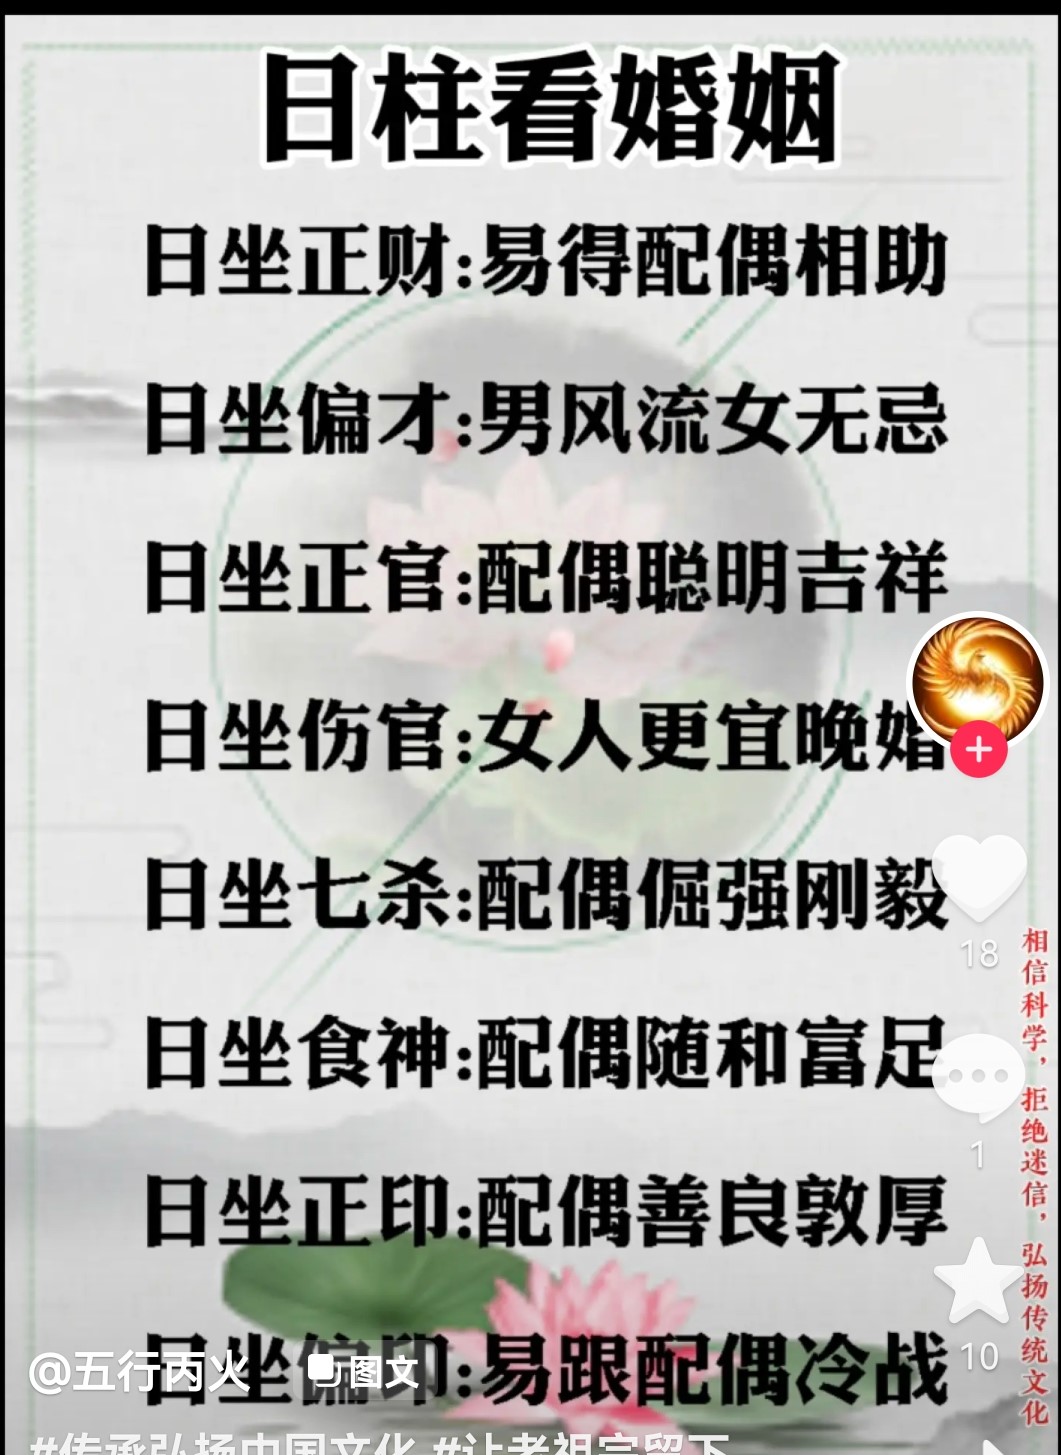 日柱看婚姻
日坐正财:易得配偶相助
日坐偏才:男风流女无忌
日坐正官:配偶聪明吉祥
日坐伤官:女人更宜晚婚
日坐七杀:配偶倔强刚毅
日坐食神:配偶随和富足
日坐正印:配偶善良敦厚
日坐偏印:易跟配偶冷战
18
1
10
相信科学，拒绝迷信，弘扬传统文化
@五行丙火 图文
#传承弘扬中国文化 #让老祖宗留下